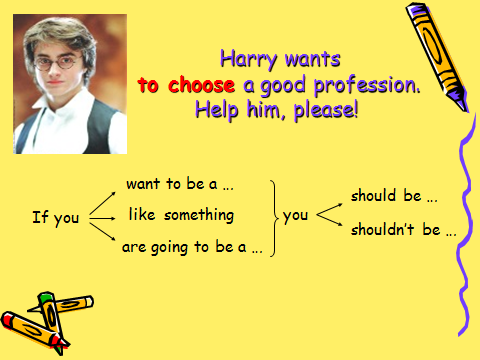 Harry wants
to choose a good profession.
Help him, please!
want to be a ...
should be ...
like something
If you
you
shouldn't be ...
are going to be a ...